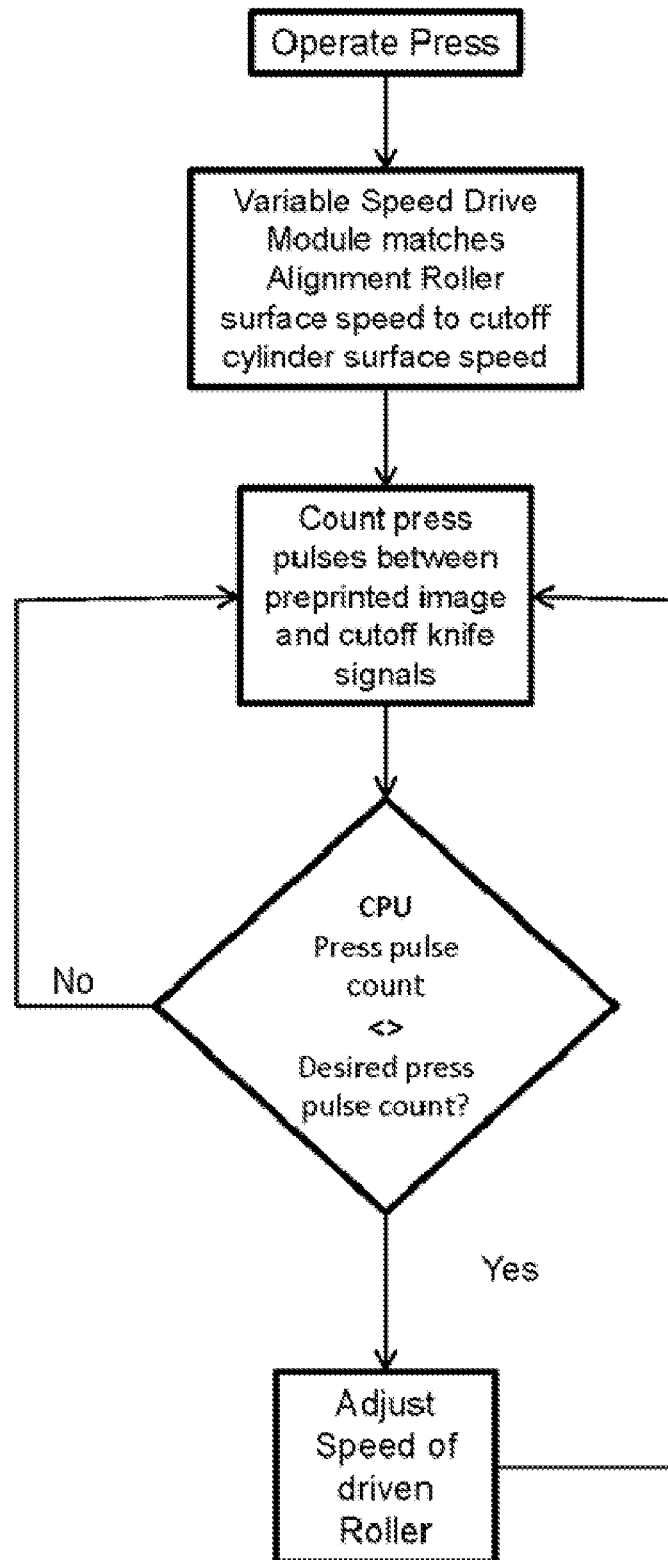 Operate Press
Variable Speed Drive
Module matches
Alignment Roller
surface speed to cutoff
cylinder surface speed
Count press
pulses between
preprinted image
and cutoff knife
signals
CPU
Press pulse
count
<>
Desired press
pulse count?
No
Yes
Adjust
Speed of
driven
Roller